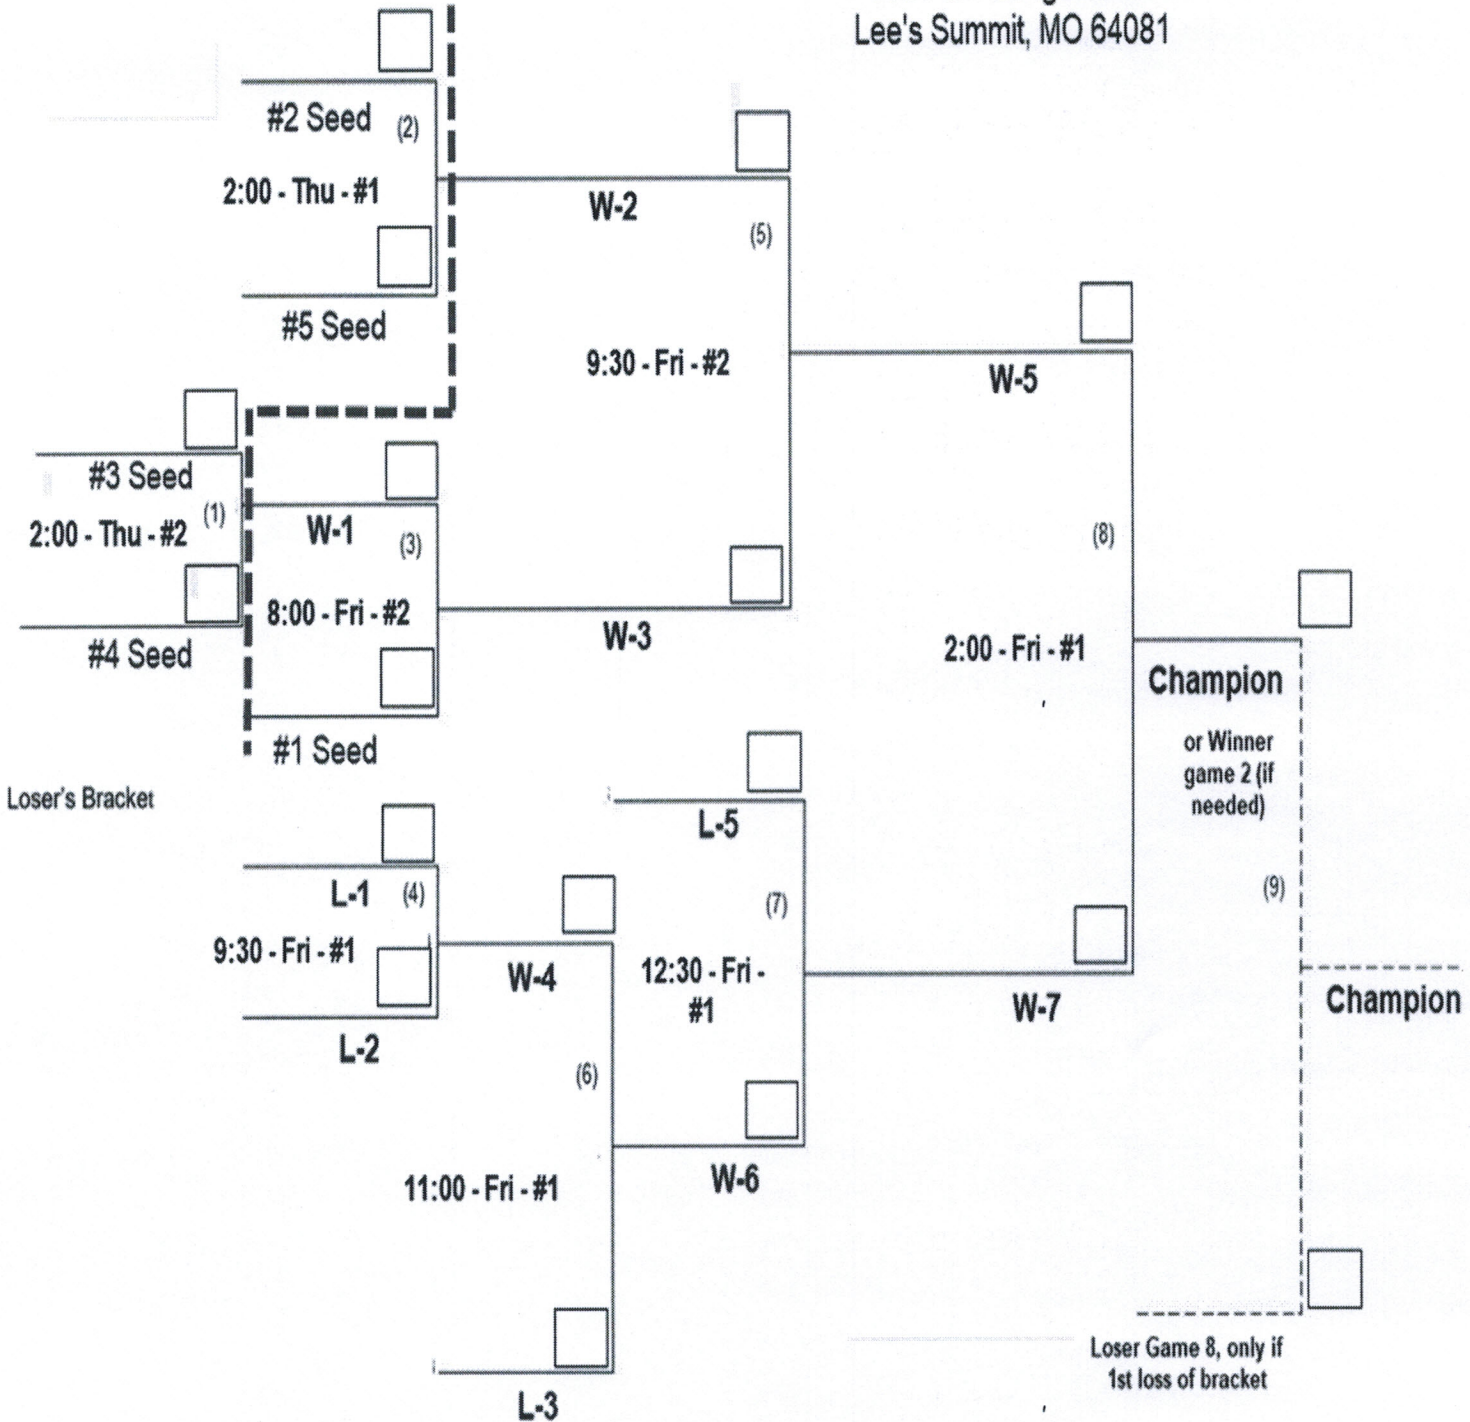 Lee's Summit, MO 64081
#2 Seed
(2)
2:00 - Thu - #1
#5 Seed
W-2
(5)
9:30 - Fri - #2
W-5
#3 Seed
(1)
2:00 - Thu - #2
#4 Seed
W-1
(3)
8:00 - Fri - #2
#1 Seed
W-3
(8)
2:00 - Fri - #1
Champion
or Winner
game 2 (if
needed)
(9)
Champion
Loser's Bracket
L-1
(4)
9:30 - Fri - #1
L-2
W-4
L-5
(7)
12:30 - Fri -
#1
W-7
(6)
11:00 - Fri - #1
W-6
L-3
Loser Game 8, only if
1st loss of bracket